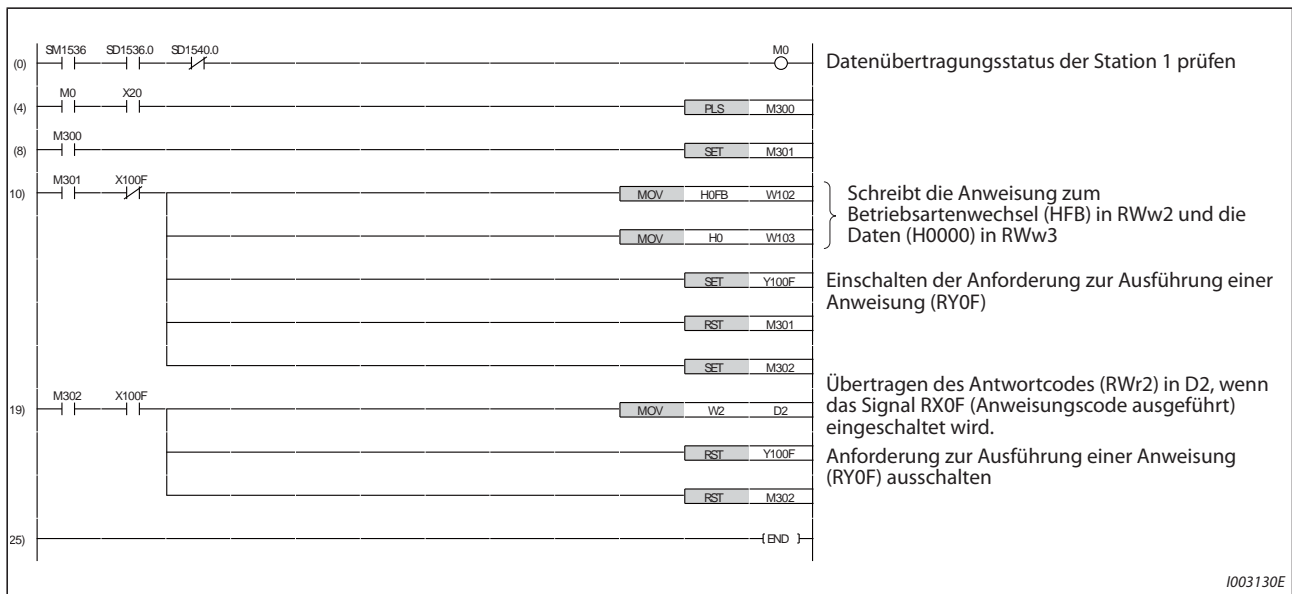 SM1536 SD1536.0 SD1540.0 M0
(0) Datenübertragungsstatus der Station 1 prüfen
M0 X20
(4) PLS M300
M300
(8) SET M301
M301 X100F
10) MOV H0FB W102
Schreibt die Anweisung zum
Betriebsartenwechsel (HFB) in RWw2 und die
Daten (H0000) in RWw3
MOV H0 W103
SET Y100F
Einschalten der Anforderung zur Ausführung einer
Anweisung (RY0F)
RST M301
SET M302
M302 X100F
19) MOV W2 D2
Übertragen des Antwortcodes (RWr2) in D2, wenn
das Signal RX0F (Anweisungscode ausgeführt)
eingeschaltet wird.
RST Y100F
Anforderung zur Ausführung einer Anweisung
(RY0F) ausschalten
RST M302
25) END
I003130E